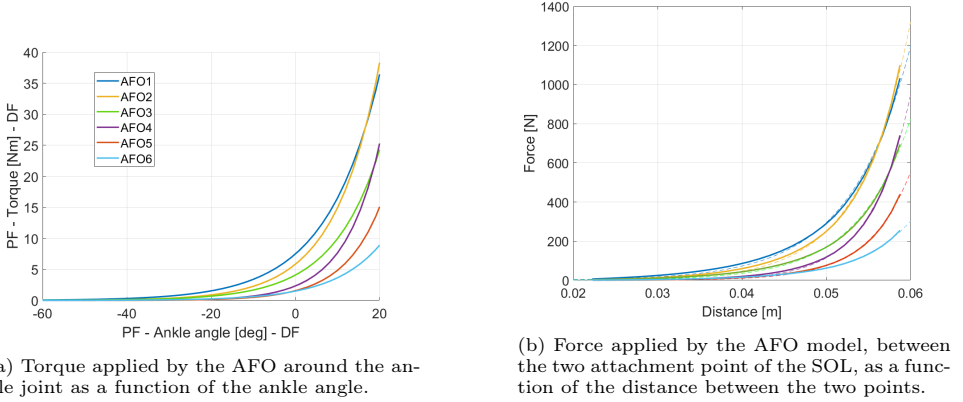 40
35
30
25
20
15
10
5
0
PF - Torque [Nm] - DF
AFO1
AFO2
AFO3
AFO4
AFO5
AFO6
-60 -40 -20 0 20
PF - Ankle angle [deg] - DF
a) Torque applied by the AFO around the an-
le joint as a function of the ankle angle.
1400
1200
1000
800
600
400
200
0
Force [N]
0.02 0.03 0.04 0.05 0.06
Distance [m]
(b) Force applied by the AFO model, between
the two attachment point of the SOL, as a func-
tion of the distance between the two points.